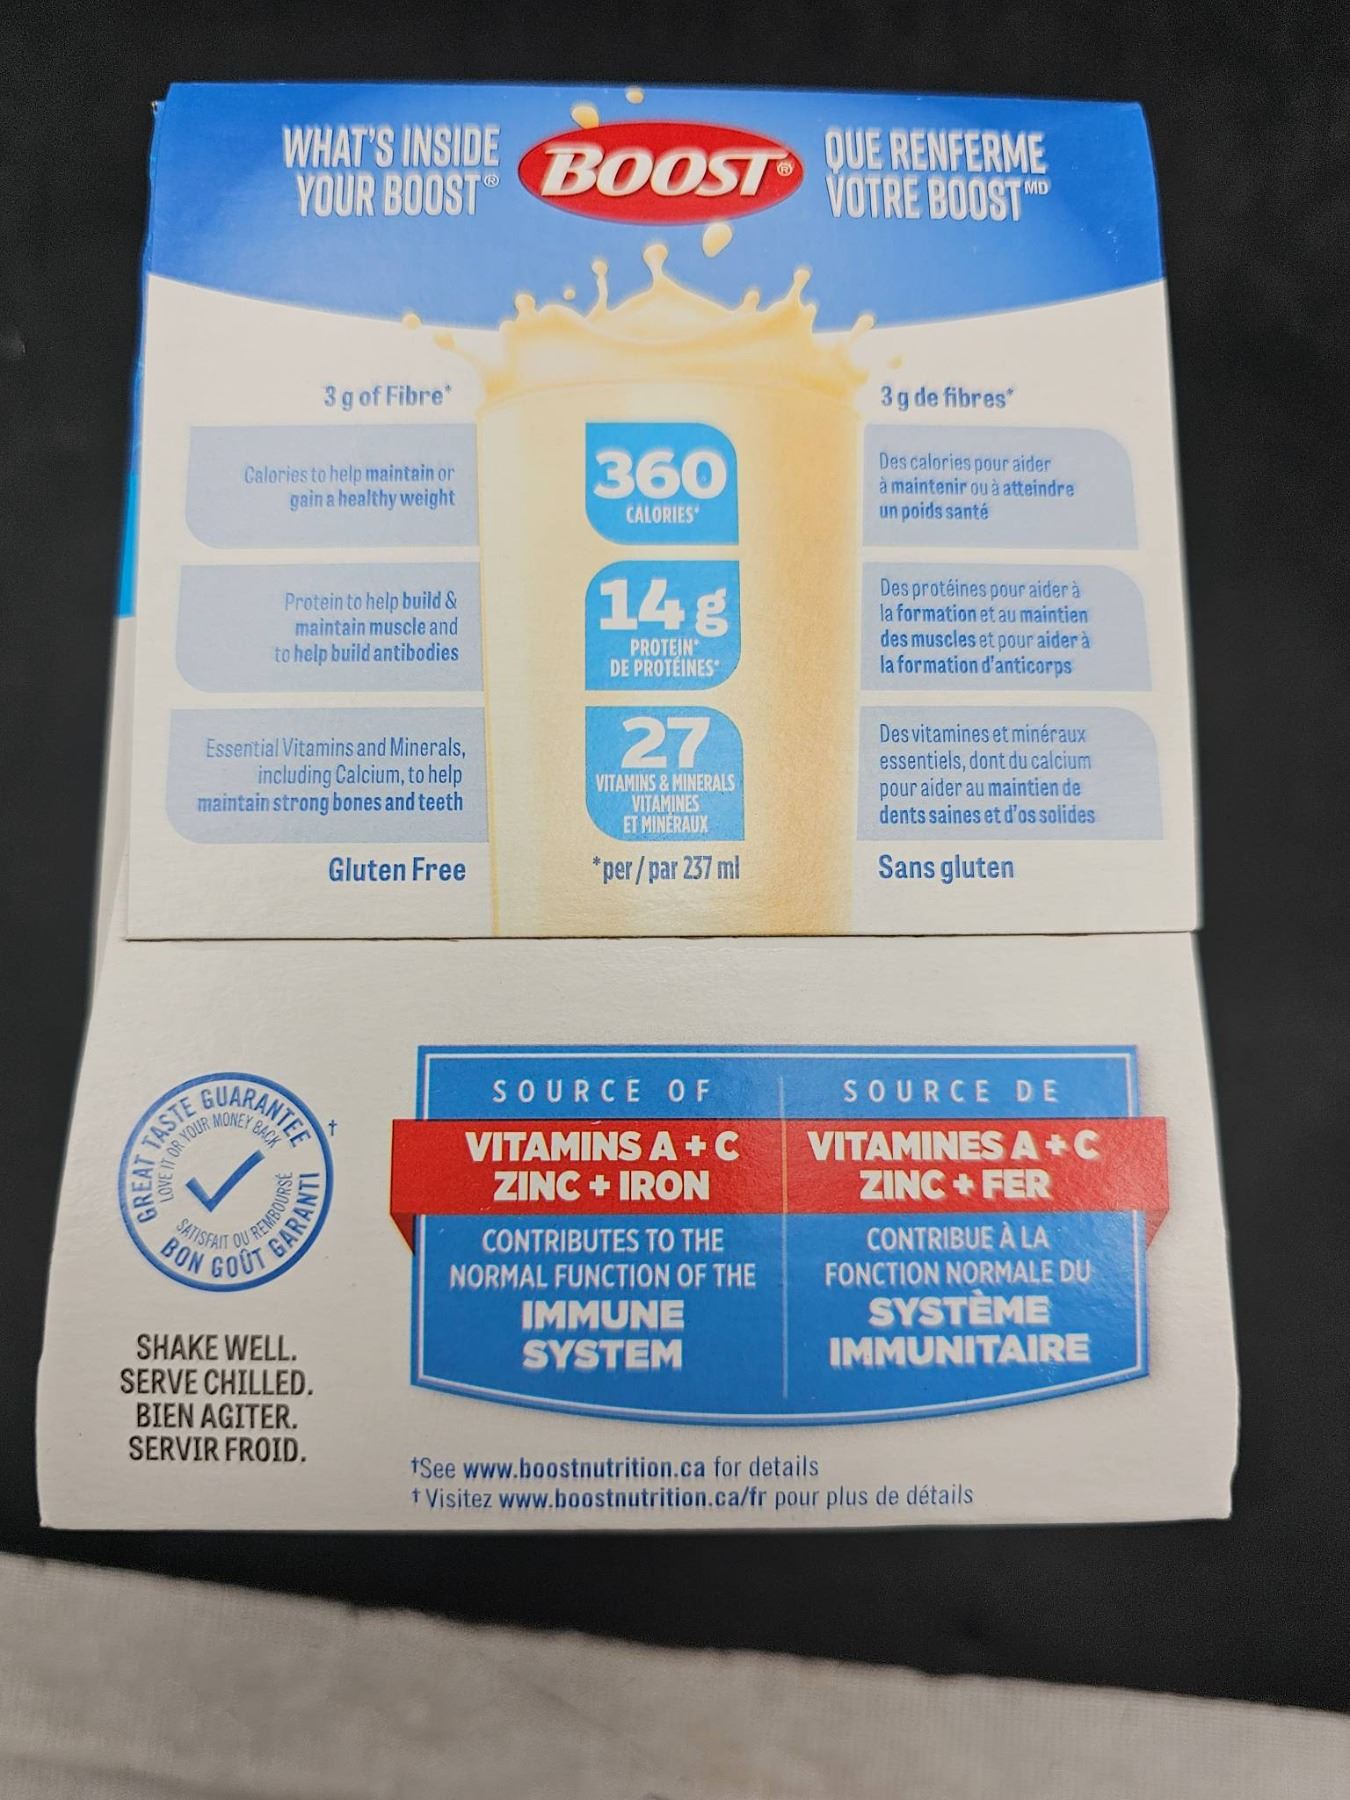 WHAT'S INSIDE
YOUR BOOST®
BOOST®
QUE RENFERME
VOTRE BOOST MD
3 g of Fibre*
Calories to help maintain or
gain a healthy weight
Protein to help build &
maintain muscle and
to help build antibodies
Essential Vitamins and Minerals,
including Calcium, to help
maintain strong bones and teeth
Gluten Free
360
CALORIES*
14 g
PROTEIN*
DE PROTÉINES*
27
VITAMINS & MINERALS
VITAMINES
ET MINÉRAUX
*per / par 237 ml
3 g de fibres*
Des calories pour aider
à maintenir ou à atteindre
un poids santé
Des protéines pour aider à
la formation et au maintien
des muscles et pour aider à
la formation d'anticorps
Des vitamines et minéraux
essentiels, dont du calcium
pour aider au maintien de
dents saines et d'os solides
Sans gluten
GREAT TASTE GUARANTEE †
LOVE IT OR YOUR MONEY BACK
SATISFAIT OU REMBOURSÉ
BON GOÛT GARANTI
SHAKE WELL.
SERVE CHILLED.
BIEN AGITER.
SERVIR FROID.
SOURCE OF
VITAMINS A + C
ZINC + IRON
CONTRIBUTES TO THE
NORMAL FUNCTION OF THE
IMMUNE
SYSTEM
SOURCE DE
VITAMINES A + C
ZINC + FER
CONTRIBUE À LA
FONCTION NORMALE DU
SYSTÈME
IMMUNITAIRE
†See www.boostnutrition.ca for details
† Visitez www.boostnutrition.ca/fr pour plus de détails